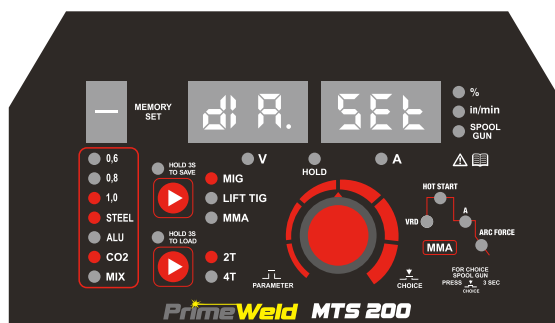 —
MEMORY
SET
dIA.
SEt
%
in/min
SPOOL
GUN
0,6
0,8
1,0
STEEL
ALU
CO2
MIX
HOLD 3S
TO SAVE
HOLD 3S
TO LOAD
V
HOLD
A
MIG
LIFT TIG
MMA
2T
4T
PARAMETER
CHOICE
HOT START
VRD
A
ARC FORCE
MMA
FOR CHOICE
SPOOL GUN
PRESS CHOICE 3 SEC
PrimeWeld MTS 200